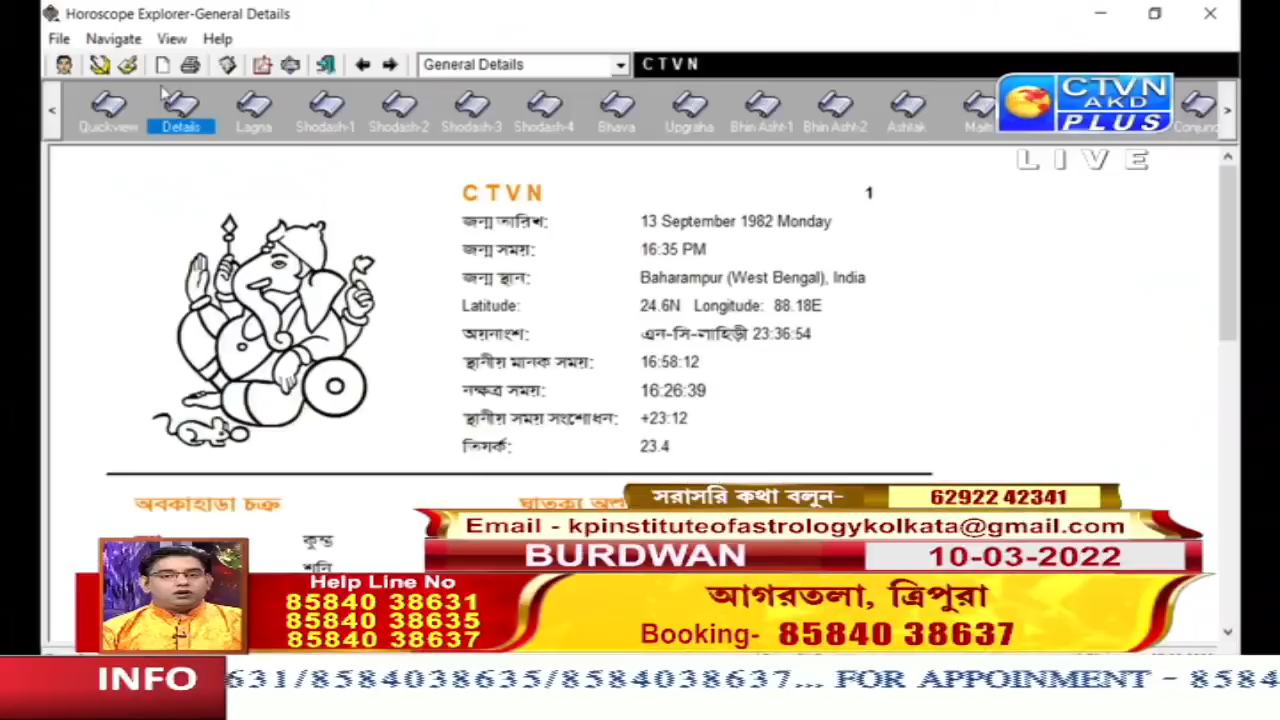 Horoscope Explorer-General Details
File Navigate View Help
General Details
C T V N
Quickview Details Lagna Shodash-1 Shodash-2 Shodash-3 Shodash-4 Bhava Upgraha Bhin Asht-1 Bhin Asht-2 Ashtak
CTVN
AKD
PLUS
LIVE
C T V N 1
জন্ম তারিখ: 13 September 1982 Monday
জন্ম সময়: 16:35 PM
জন্ম স্থান: Baharampur (West Bengal), India
Latitude: 24.6N Longitude: 88.18E
অয়নাংশ: এন-সি-লাহিড়ী 23:36:54
স্থানীয় মানক সময়: 16:58:12
নক্ষত্র সময়: 16:26:39
স্থানীয় সময় সংশোধন: +23:12
23.4
অবকাহাডা চক্র
সরাসরি কথা বলুন- 62922 42341
কুম্ভ
শনি
Email - kpinstituteofastrologykolkata@gmail.com
BURDWAN 10-03-2022
Help Line No
85840 38631
85840 38635
85840 38637
আগরতলা, ত্রিপুরা
Booking- 85840 38637
INFO 631/8584038635/8584038637... FOR APPOINMENT - 8584